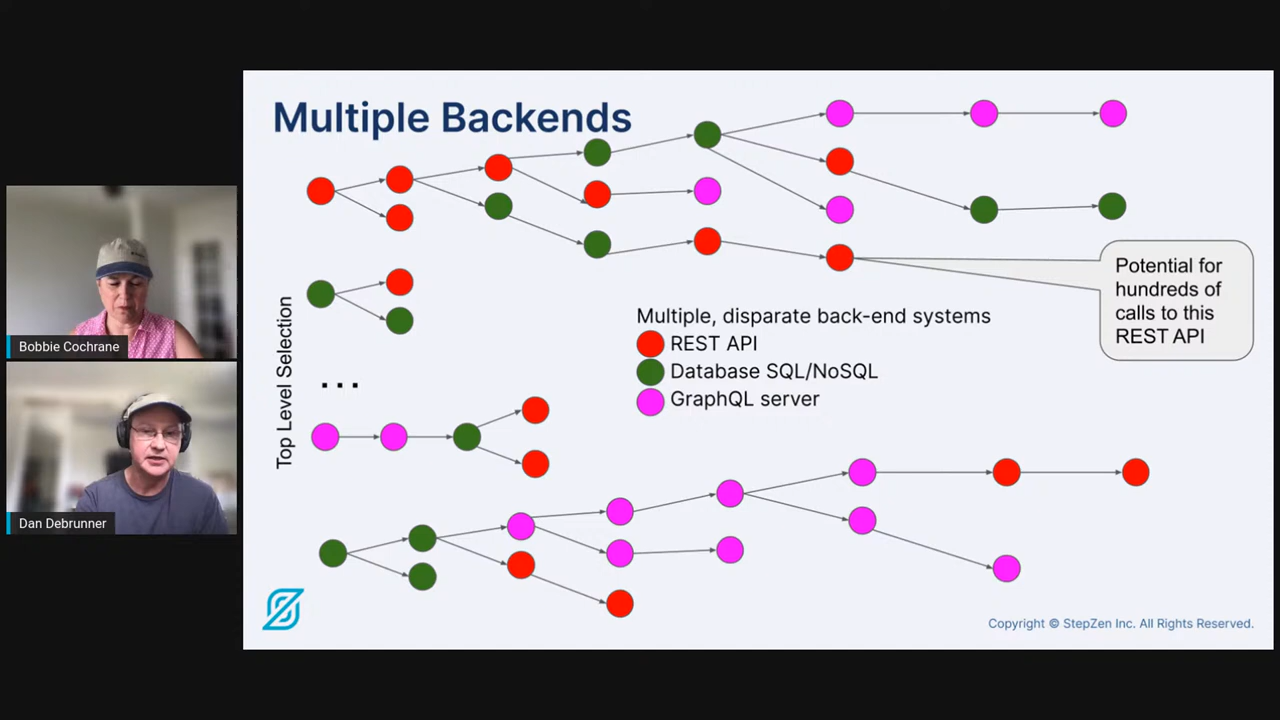 Multiple Backends
Bobbie Cochrane
Dan Debrunner
Top Level Selection
...
Multiple, disparate back-end systems
REST API
Database SQL/NoSQL
GraphQL server
Potential for
hundreds of
calls to this
REST API
Copyright © StepZen Inc. All Rights Reserved.